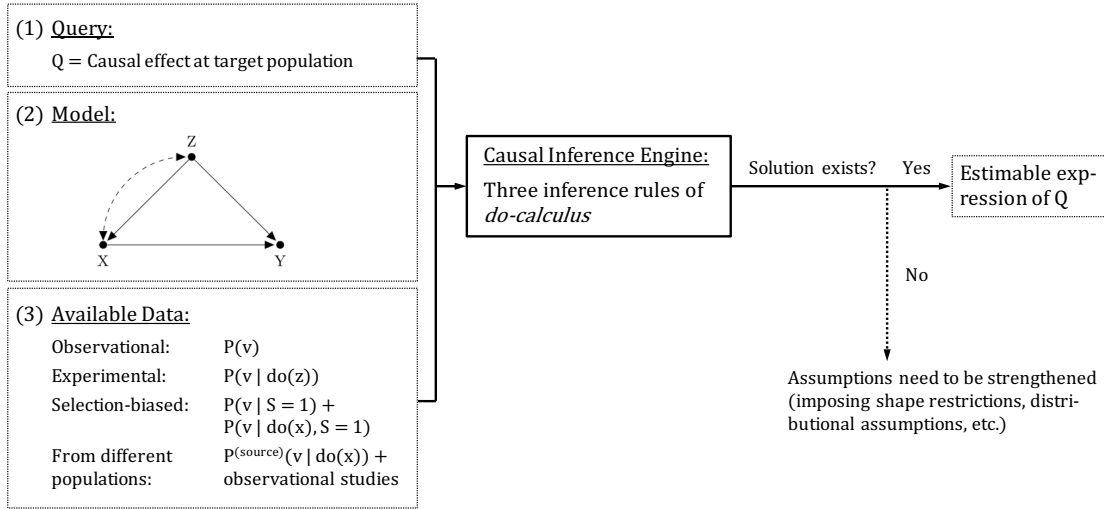 (1) Query:
Q = Causal effect at target population
(2) Model:
Z
X
Y
(3) Available Data:
Observational: P(v)
Experimental: P(v | do(z))
Selection-biased: P(v | S = 1) +
P(v | do(x), S = 1)
From different P^(source)(v | do(x)) +
populations: observational studies
Causal Inference Engine:
Three inference rules of
do-calculus
Solution exists? Yes
No
Estimable exp-
ression of Q
Assumptions need to be strengthened
(imposing shape restrictions, distri-
butional assumptions, etc.)